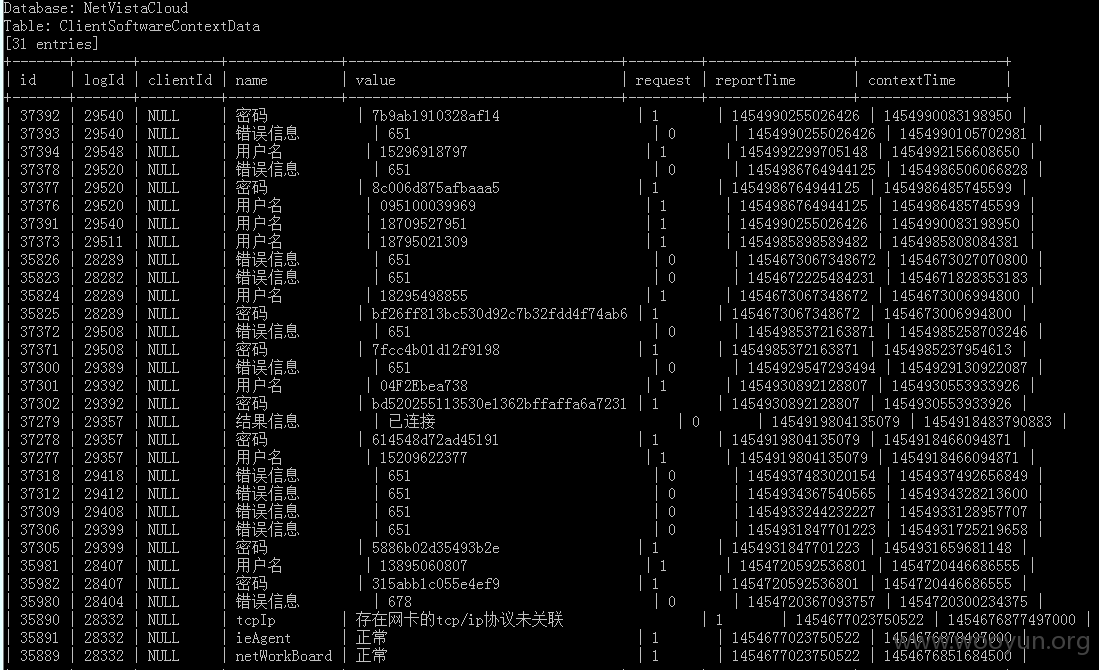 Database: NetVistaCloud
Table: ClientSoftwareContextData
[31 entries]
| id | logId | clientId | name | value | request | reportTime | contextTime |
| 37392 | 29540 | NULL | 密码 | 7b9ab1910328af14 | 1 | 1454990255026426 | 1454990083198950 |
| 37393 | 29540 | NULL | 错误信息 | 651 | 0 | 1454990255026426 | 1454990105702981 |
| 37394 | 29548 | NULL | 用户名 | 15296918797 | 1 | 1454992299705148 | 1454992156608650 |
| 37378 | 29520 | NULL | 错误信息 | 651 | 0 | 1454986764944125 | 1454986506066828 |
| 37377 | 29520 | NULL | 密码 | 8c006d875afbaaa5 | 1 | 1454986764944125 | 1454986485745599 |
| 37376 | 29520 | NULL | 用户名 | 095100039969 | 1 | 1454986764944125 | 1454986485745599 |
| 37391 | 29540 | NULL | 用户名 | 18709527951 | 1 | 1454990255026426 | 1454990083198950 |
| 37373 | 29511 | NULL | 用户名 | 18795021309 | 1 | 1454985898589482 | 1454985808084381 |
| 35826 | 28289 | NULL | 错误信息 | 651 | 0 | 1454673067348672 | 1454673027070800 |
| 35823 | 28282 | NULL | 错误信息 | 651 | 0 | 1454672225484231 | 1454671828353183 |
| 35824 | 28289 | NULL | 用户名 | 18295498855 | 1 | 1454673067348672 | 1454673006994800 |
| 35825 | 28289 | NULL | 密码 | bf26ff813bc530d92c7b32fdd4f74ab6 | 1 | 1454673067348672 | 1454673006994800 |
| 37372 | 29508 | NULL | 错误信息 | 651 | 0 | 1454985372163871 | 1454985258703246 |
| 37371 | 29508 | NULL | 密码 | 7fcc4b01d12f9198 | 1 | 1454985372163871 | 1454985237954613 |
| 37300 | 29389 | NULL | 错误信息 | 651 | 0 | 1454929547293494 | 1454929130922087 |
| 37301 | 29392 | NULL | 用户名 | 04F2Ebea738 | 1 | 1454930892128807 | 1454930553933926 |
| 37302 | 29392 | NULL | 密码 | bd520255113530e1362bffaffa6a7231 | 1 | 1454930892128807 | 1454930553933926 |
| 37279 | 29357 | NULL | 结果信息 | 已连接 | 0 | 1454919804135079 | 1454918483790883 |
| 37278 | 29357 | NULL | 密码 | 614548d72ad45191 | 1 | 1454919804135079 | 1454918466094871 |
| 37277 | 29357 | NULL | 用户名 | 15209622377 | 1 | 1454919804135079 | 1454918466094871 |
| 37318 | 29418 | NULL | 错误信息 | 651 | 0 | 1454937483020154 | 1454937492656849 |
| 37312 | 29412 | NULL | 错误信息 | 651 | 0 | 1454934367540565 | 1454934328213600 |
| 37309 | 29408 | NULL | 错误信息 | 651 | 0 | 1454933244232227 | 1454933128957707 |
| 37306 | 29399 | NULL | 错误信息 | 651 | 0 | 1454931847701223 | 1454931725219658 |
| 37305 | 29399 | NULL | 密码 | 5886b02d35493b2e | 1 | 1454931847701223 | 1454931659681148 |
| 35981 | 28407 | NULL | 用户名 | 13895060807 | 1 | 1454720592536801 | 1454720446686555 |
| 35982 | 28407 | NULL | 密码 | 315abb1c055e4ef9 | 1 | 1454720592536801 | 1454720446686555 |
| 35980 | 28404 | NULL | 错误信息 | 678 | 0 | 1454720367093757 | 1454720300234375 |
| 35890 | 28332 | NULL | tcpIp | 存在网卡的tcp/ip协议未关联 | 1 | 1454677023750522 | 1454676877497000 |
| 35891 | 28332 | NULL | ieAgent | 正常 | 1 | 1454677023750522 | 1454676878497000 |
| 35889 | 28332 | NULL | netWorkBoard | 正常 | 1 | 1454677023750522 | 1454676851684500 |
www.wooyun.org